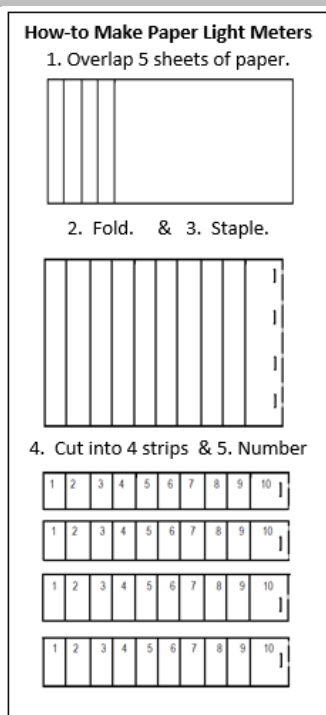 How-to Make Paper Light Meters
1. Overlap 5 sheets of paper.
2. Fold. & 3. Staple.
4. Cut into 4 strips & 5. Number
1 2 3 4 5 6 7 8 9 10
1 2 3 4 5 6 7 8 9 10
1 2 3 4 5 6 7 8 9 10
1 2 3 4 5 6 7 8 9 10